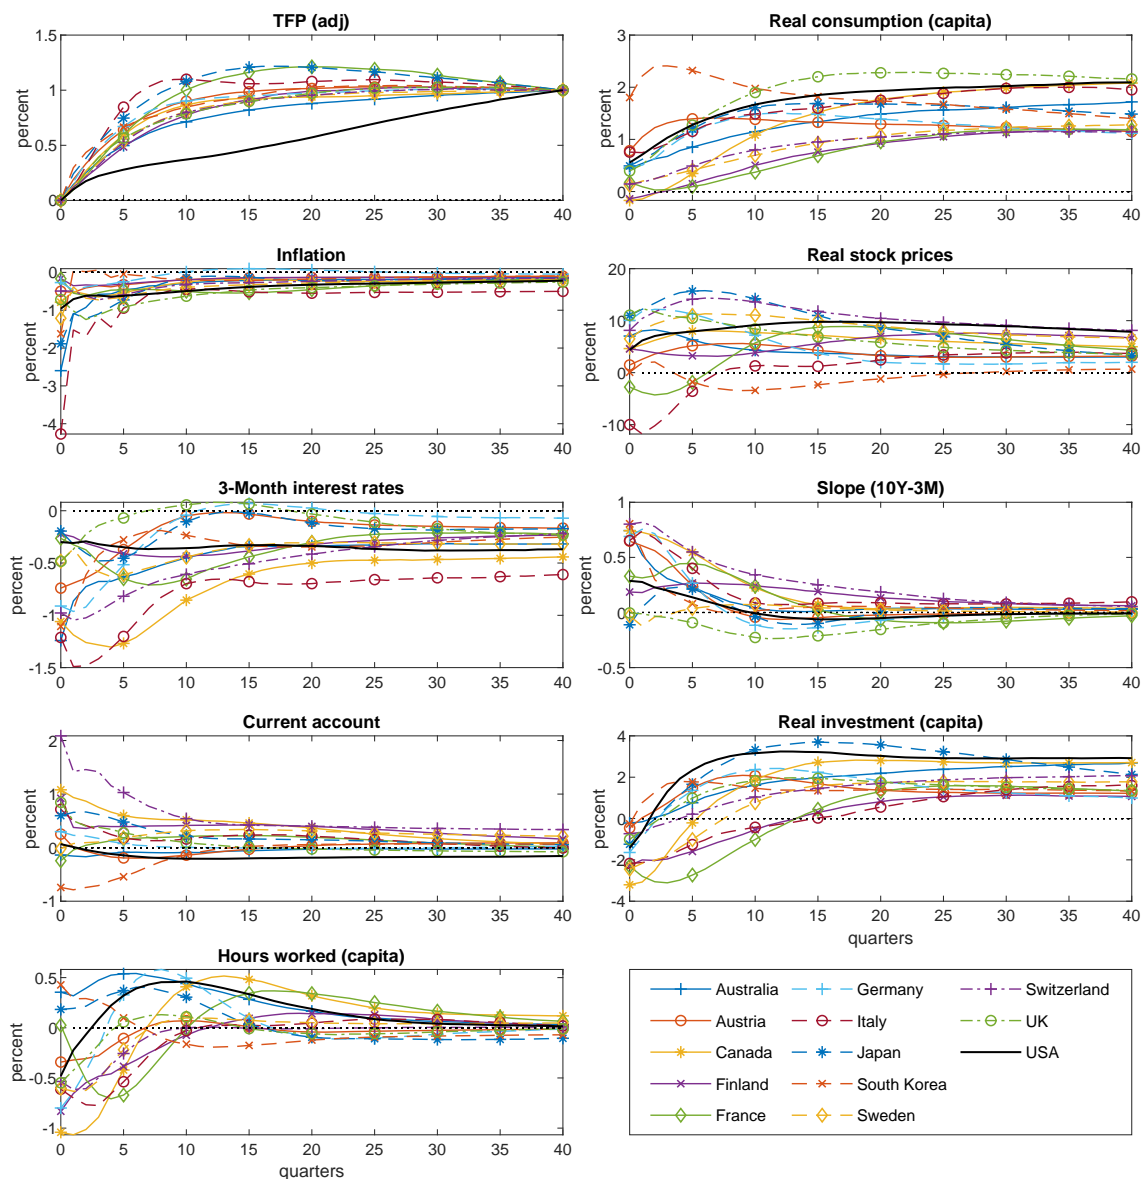 TFP (adj)
percent
1.5
1
0.5
0
0 5 10 15 20 25 30 35 40
Real consumption (capita)
percent
3
2
1
0
0 5 10 15 20 25 30 35 40
Inflation
percent
0
-1
-2
-3
-4
0 5 10 15 20 25 30 35 40
Real stock prices
percent
20
10
0
-10
0 5 10 15 20 25 30 35 40
3-Month interest rates
percent
0
-0.5
-1
-1.5
0 5 10 15 20 25 30 35 40
Slope (10Y-3M)
percent
1
0.5
0
-0.5
0 5 10 15 20 25 30 35 40
Current account
percent
2
1
0
-1
0 5 10 15 20 25 30 35 40
Real investment (capita)
percent
4
2
0
-2
-4
0 5 10 15 20 25 30 35 40
quarters
Hours worked (capita)
percent
0.5
0
-0.5
-1
0 5 10 15 20 25 30 35 40
quarters
Australia
Austria
Canada
Finland
France
Germany
Italy
Japan
South Korea
Sweden
Switzerland
UK
USA